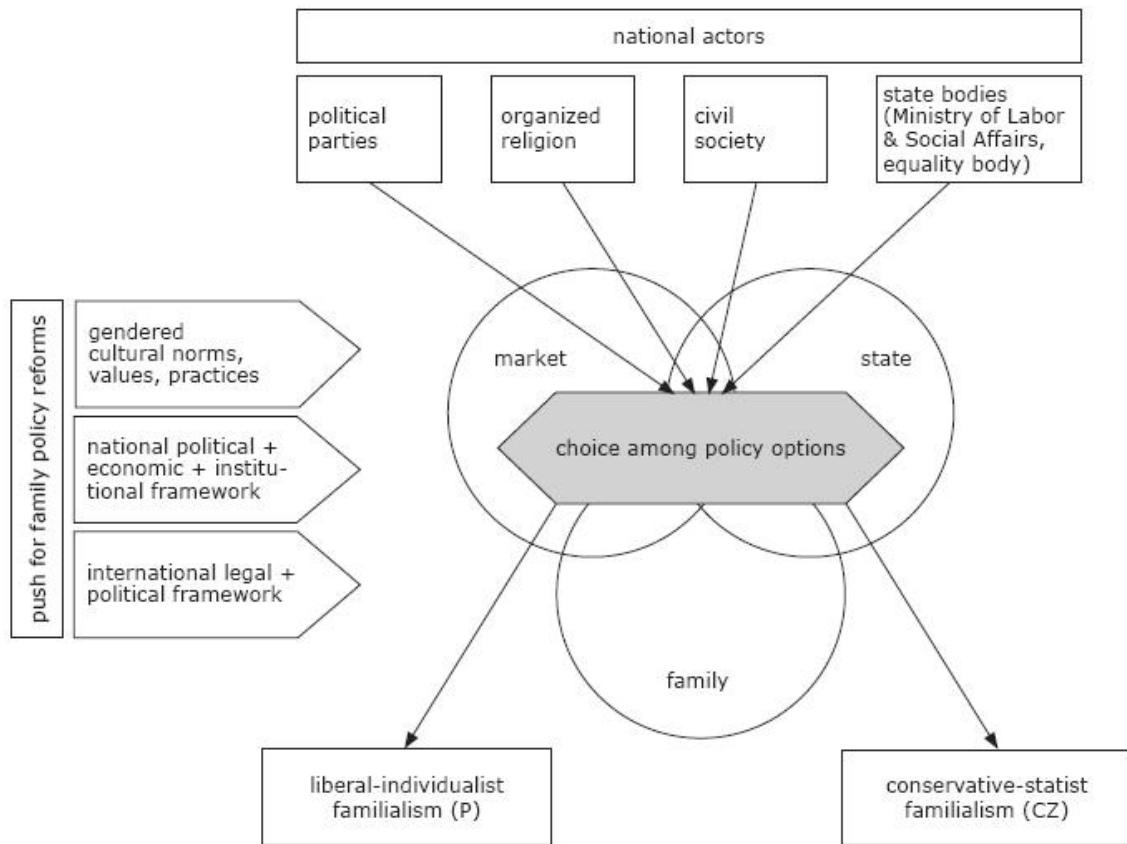 national actors
political
parties
organized
religion
civil
society
state bodies
(Ministry of Labor
& Social Affairs,
equality body)
push for family policy reforms
gendered
cultural norms,
values, practices
national political +
economic + institu-
tional framework
international legal +
political framework
market
state
choice among policy options
family
liberal-individualist
familialism (P)
conservative-statist
familialism (CZ)